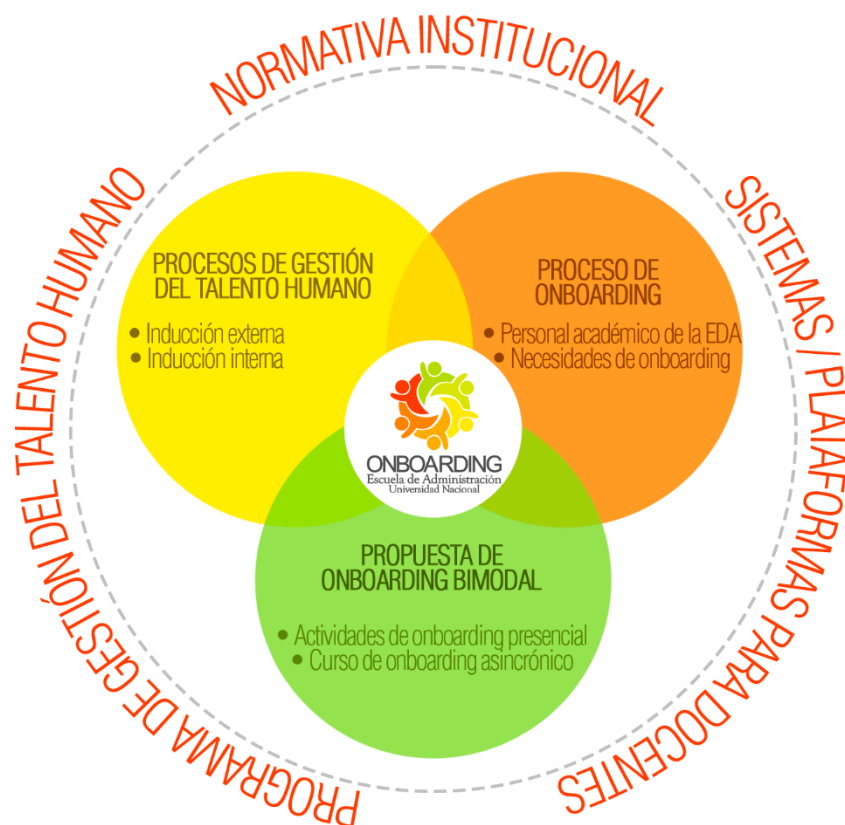 NORMATIVA INSTITUCIONAL
PROGRAMA DE GESTIÓN DEL TALENTO HUMANO
SISTEMAS / PLATAFORMAS PARA DOCENTES
PROCESOS DE GESTIÓN
DEL TALENTO HUMANO
• Inducción externa
• Inducción interna
PROCESO DE
ONBOARDING
• Personal académico de la EDA
• Necesidades de onboarding
ONBOARDING
Escuela de Administración
Universidad Nacional
PROPUESTA DE
ONBOARDING BIMODAL
• Actividades de onboarding presencial
• Curso de onboarding asincrónico